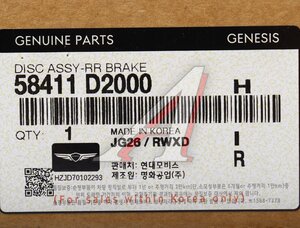 GENUINE PARTS GENESIS
DISC ASSY-RR BRAKE
58411 D2000
H
I
R
QTY: 1
MADE IN KOREA
JG26 / RWXD
판매처: 현대모비스
제조원: 명화공업(주)
HZJD70102293
(For sales within Korea only)